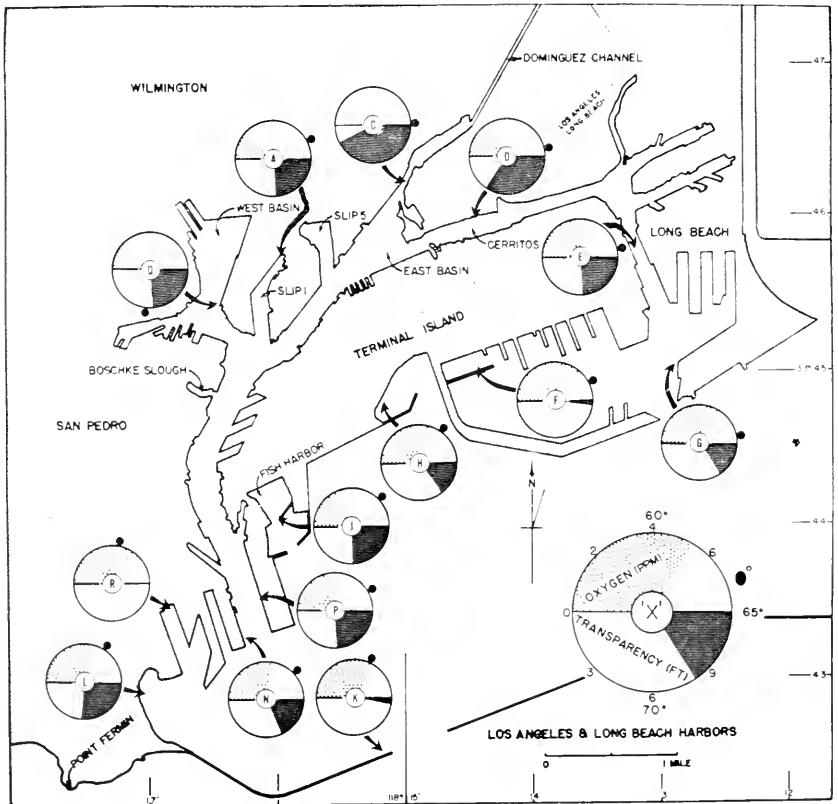 47
DOMINGUEZ CHANNEL
WILMINGTON
LOS ANGELES
LONG BEACH
C
A
D
WEST BASIN
SLIP 5
46
LONG BEACH
CERRITOS
E
EAST BASIN
SLIP 1
TERMINAL ISLAND
BOSCHKE SLOUGH
45
F
SAN PEDRO
G
H
FISH HARBOR
N
44
60°
4
2
6
OXYGEN (PPM)
R
P
0
'X'
65°
TRANSPARENCY (FT)
L
N
K
3
9
43
6
70°
POINT FERMIN
LOS ANGELES & LONG BEACH HARBORS
0
1 MILE
17'
118°
15'
14
13
12